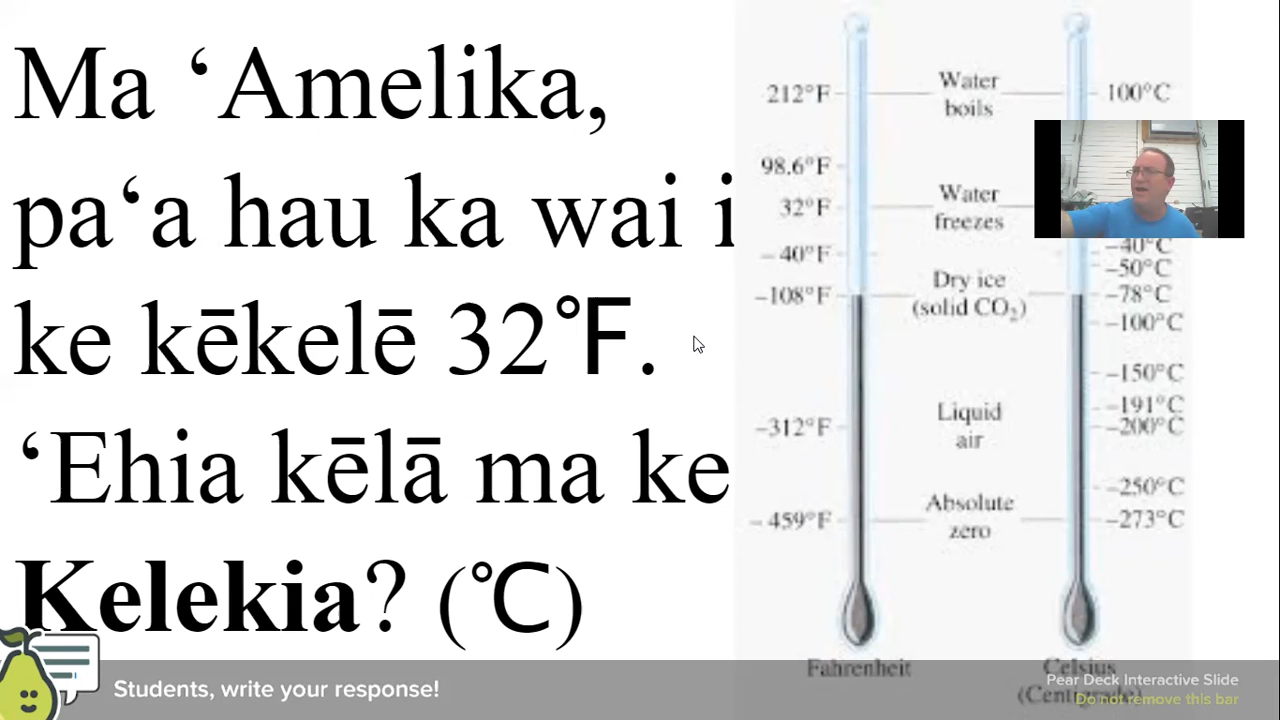 Ma ʻAmelika,
paʻa hau ka wai i
ke kēkelē 32℉.
ʻEhia kēlā ma ke
Kelekia? (℃)
212°F
Water
boils
100°C
98.6°F
32°F
Water
freezes
–40°F
–40°C
–50°C
–108°F
Dry ice
(solid CO₂)
–78°C
–100°C
–150°C
–191°C
–312°F
Liquid
air
–200°C
–250°C
–459°F
Absolute
zero
–273°C
Fahrenheit
Celsius
(Centigrade)
Students, write your response!
Pear Deck Interactive Slide
Do not remove this bar